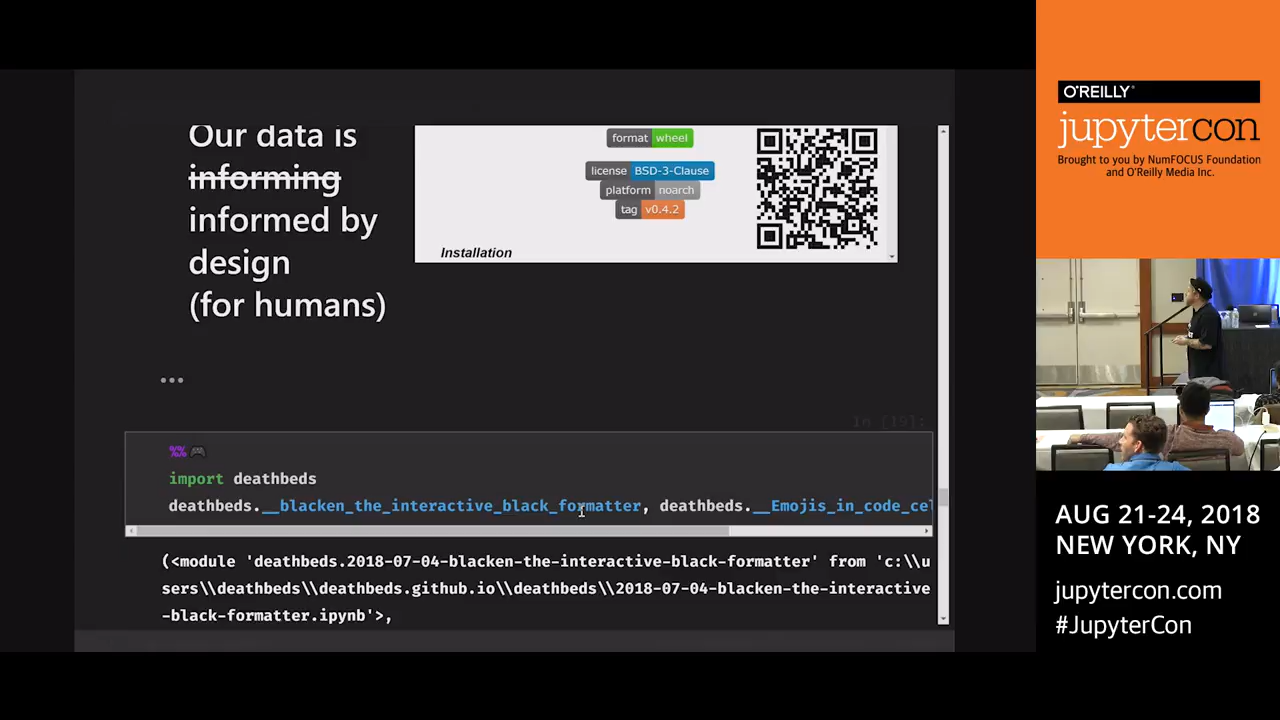 Our data is
informing
informed by
design
(for humans)
format wheel
license BSD-3-Clause
platform noarch
tag v0.4.2
Installation
...
In [19]:
%%🎮
import deathbeds
deathbeds.__blacken_the_interactive_black_formatter, deathbeds.__Emojis_in_code_cel
(<module 'deathbeds.2018-07-04-blacken-the-interactive-black-formatter' from 'c:\\u
sers\\deathbeds\\deathbeds.github.io\\deathbeds\\2018-07-04-blacken-the-interactive
-black-formatter.ipynb'>,
O'REILLY®
jupytercon
Brought to you by NumFOCUS Foundation
and O'Reilly Media Inc.
AUG 21-24, 2018
NEW YORK, NY
jupytercon.com
#JupyterCon